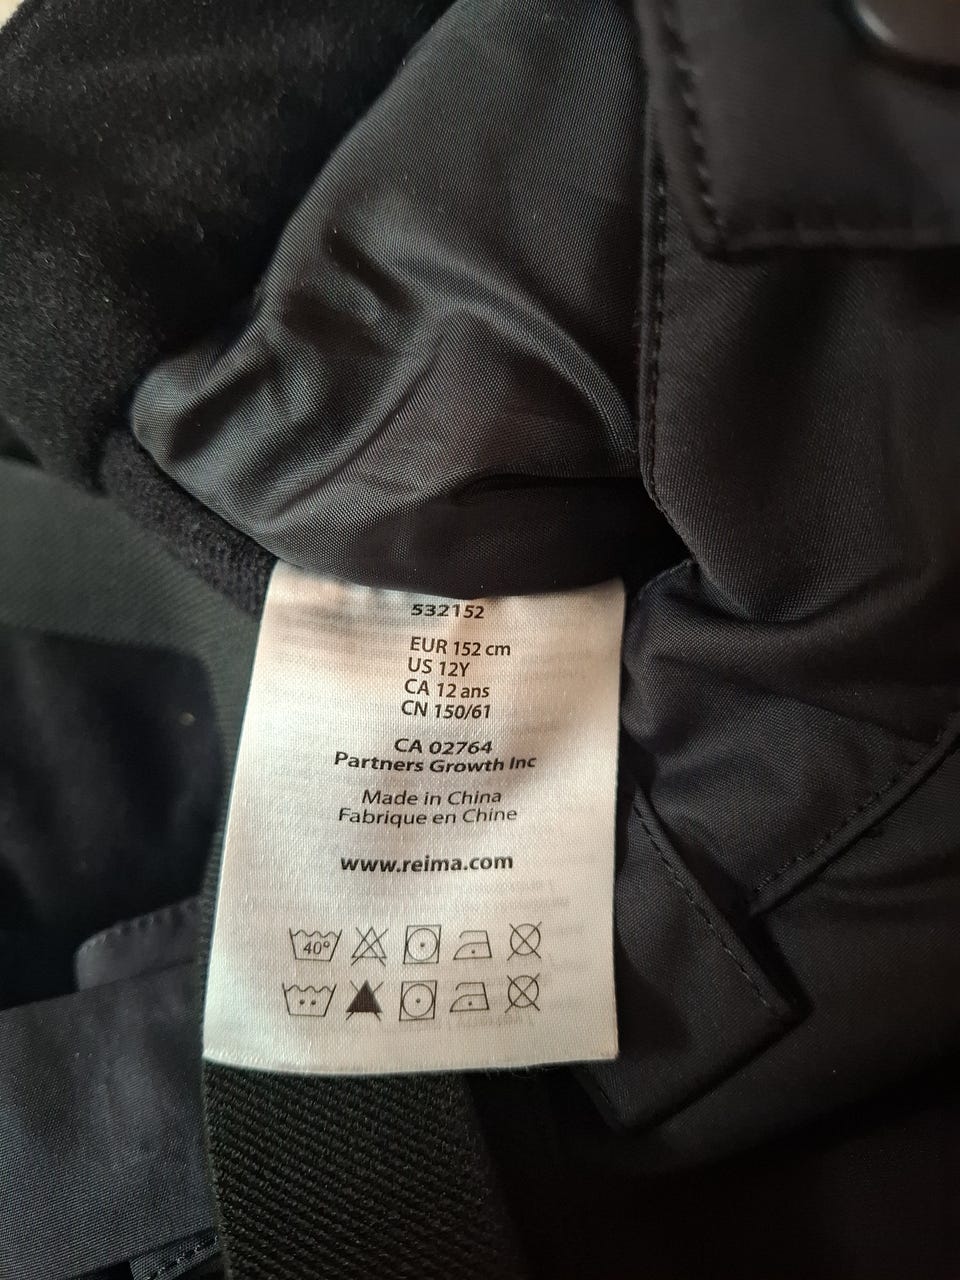 532152
EUR 152 cm
US 12Y
CA 12 ans
CN 150/61
CA 02764
Partners Growth Inc
Made in China
Fabrique en Chine
www.reima.com
40°